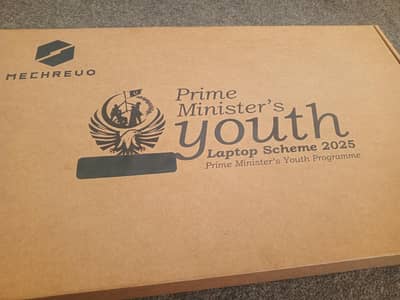 MECHREVO
Prime
Minister's
youth
Laptop Scheme 2025
Prime Minister's Youth Programme